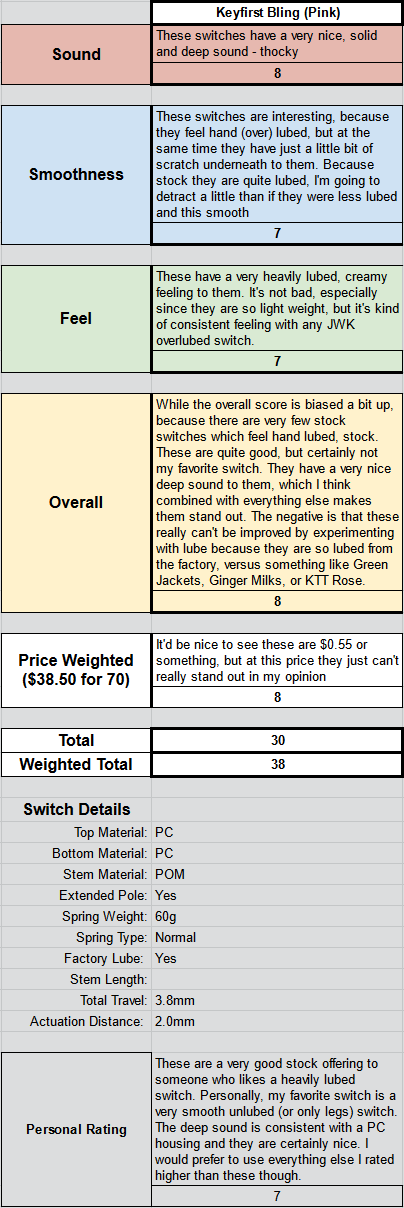 Keyfirst Bling (Pink)
Sound
These switches have a very nice, solid
and deep sound - thocky
8
Smoothness
These switches are interesting, because
they feel hand (over) lubed, but at the
same time they have just a little bit of
scratch underneath to them. Because
stock they are quite lubed, I'm going to
detract a little than if they were less lubed
and this smooth
7
Feel
These have a very heavily lubed, creamy
feeling to them. It's not bad, especially
since they are so light weight, but it's kind
of consistent feeling with any JWK
overlubed switch.
7
Overall
While the overall score is biased a bit up,
because there are very few stock
switches which feel hand lubed, stock.
These are quite good, but certainly not
my favorite switch. They have a very nice
deep sound to them, which I think
combined with everything else makes
them stand out. The negative is that these
really can't be improved by experimenting
with lube because they are so lubed from
the factory, versus something like Green
Jackets, Ginger Milks, or KTT Rose.
8
Price Weighted
($38.50 for 70)
It'd be nice to see these are $0.55 or
something, but at this price they just can't
really stand out in my opinion
8
Total
30
Weighted Total
38
Switch Details
Top Material: PC
Bottom Material: PC
Stem Material: POM
Extended Pole: Yes
Spring Weight: 60g
Spring Type: Normal
Factory Lube: Yes
Stem Length:
Total Travel: 3.8mm
Actuation Distance: 2.0mm
Personal Rating
These are a very good stock offering to
someone who likes a heavily lubed
switch. Personally, my favorite switch is a
very smooth unlubed (or only legs) switch.
The deep sound is consistent with a PC
housing and they are certainly nice. I
would prefer to use everything else I rated
higher than these though.
7